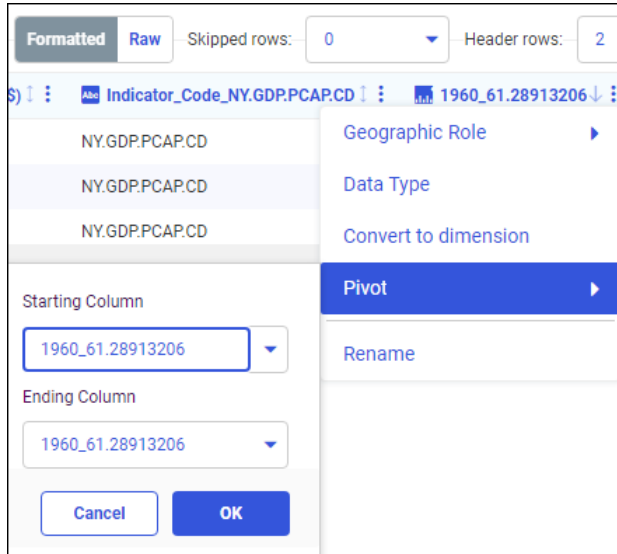 Formatted Raw Skipped rows: 0 Header rows: 2
$) Abc Indicator_Code_NY.GDP.PCAP.CD 1960_61.28913206
NY.GDP.PCAP.CD
NY.GDP.PCAP.CD
NY.GDP.PCAP.CD
Geographic Role
Data Type
Convert to dimension
Pivot
Rename
Starting Column
1960_61.28913206
Ending Column
1960_61.28913206
Cancel OK